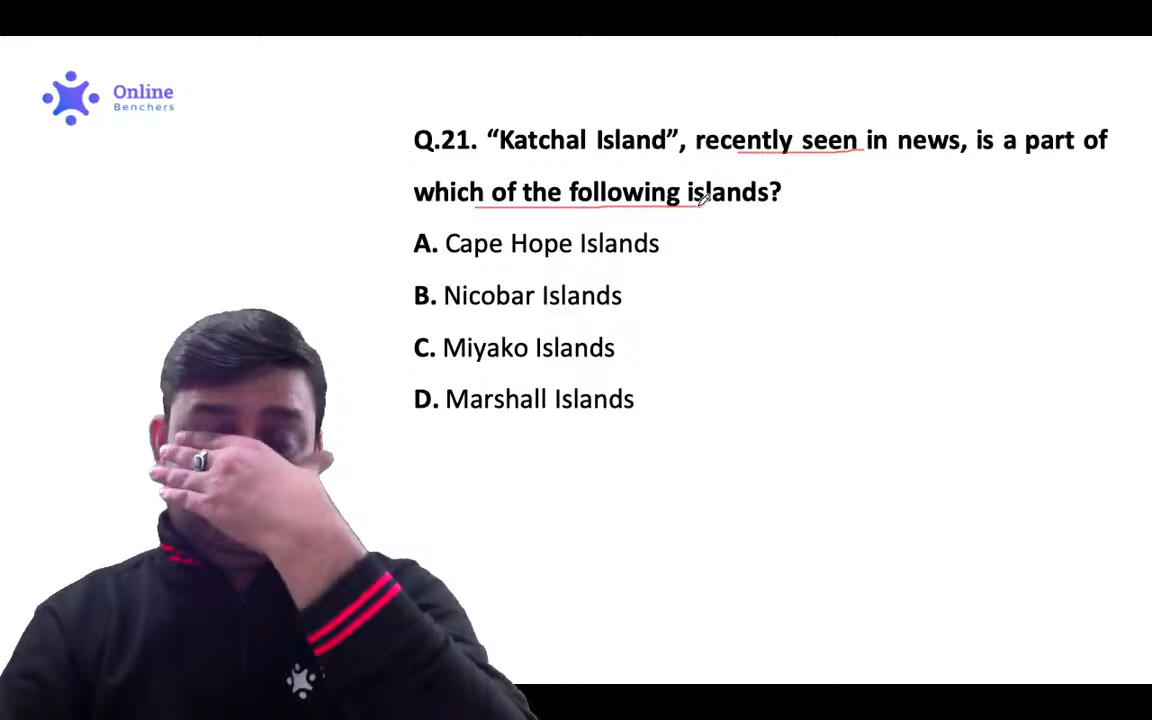 Online
Benchers
Q.21. “Katchal Island”, recently seen in news, is a part of
which of the following islands?
A. Cape Hope Islands
B. Nicobar Islands
C. Miyako Islands
D. Marshall Islands